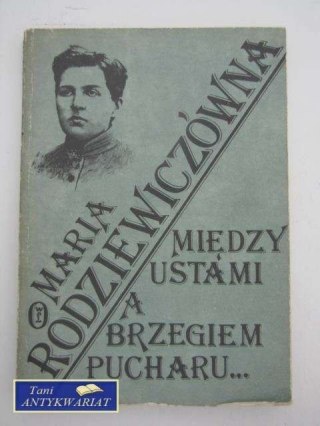 MARIA
RODZIEWICZÓWNA
MIĘDZY
USTAMI
A
BRZEGIEM
PUCHARU...
Tani
ANTYKWARIAT